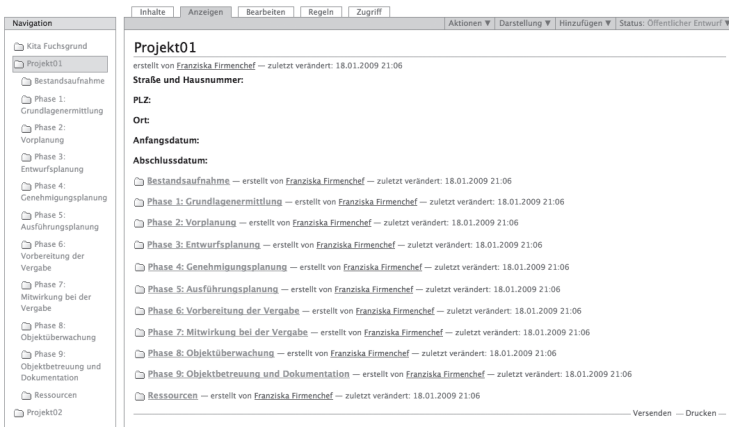 Inhalte Anzeigen Bearbeiten Regeln Zugriff
Aktionen ▼ Darstellung ▼ Hinzufügen ▼ Status: Öffentlicher Entwurf ▼
Navigation
Kita Fuchsgrund
Projekt01
Bestandsaufnahme
Phase 1:
Grundlagenermittlung
Phase 2:
Vorplanung
Phase 3:
Entwurfsplanung
Phase 4:
Genehmigungsplanung
Phase 5:
Ausführungsplanung
Phase 6:
Vorbereitung der
Vergabe
Phase 7:
Mitwirkung bei der
Vergabe
Phase 8:
Objektüberwachung
Phase 9:
Objektbetreuung und
Dokumentation
Ressourcen
Projekt02
Projekt01
erstellt von Franziska Firmenchef — zuletzt verändert: 18.01.2009 21:06
Straße und Hausnummer:
PLZ:
Ort:
Anfangsdatum:
Abschlussdatum:
Bestandsaufnahme — erstellt von Franziska Firmenchef — zuletzt verändert: 18.01.2009 21:06
Phase 1: Grundlagenermittlung — erstellt von Franziska Firmenchef — zuletzt verändert: 18.01.2009 21:06
Phase 2: Vorplanung — erstellt von Franziska Firmenchef — zuletzt verändert: 18.01.2009 21:06
Phase 3: Entwurfsplanung — erstellt von Franziska Firmenchef — zuletzt verändert: 18.01.2009 21:06
Phase 4: Genehmigungsplanung — erstellt von Franziska Firmenchef — zuletzt verändert: 18.01.2009 21:06
Phase 5: Ausführungsplanung — erstellt von Franziska Firmenchef — zuletzt verändert: 18.01.2009 21:06
Phase 6: Vorbereitung der Vergabe — erstellt von Franziska Firmenchef — zuletzt verändert: 18.01.2009 21:06
Phase 7: Mitwirkung bei der Vergabe — erstellt von Franziska Firmenchef — zuletzt verändert: 18.01.2009 21:06
Phase 8: Objektüberwachung — erstellt von Franziska Firmenchef — zuletzt verändert: 18.01.2009 21:06
Phase 9: Objektbetreuung und Dokumentation — erstellt von Franziska Firmenchef — zuletzt verändert: 18.01.2009 21:06
Ressourcen — erstellt von Franziska Firmenchef — zuletzt verändert: 18.01.2009 21:06
Versenden — Drucken —